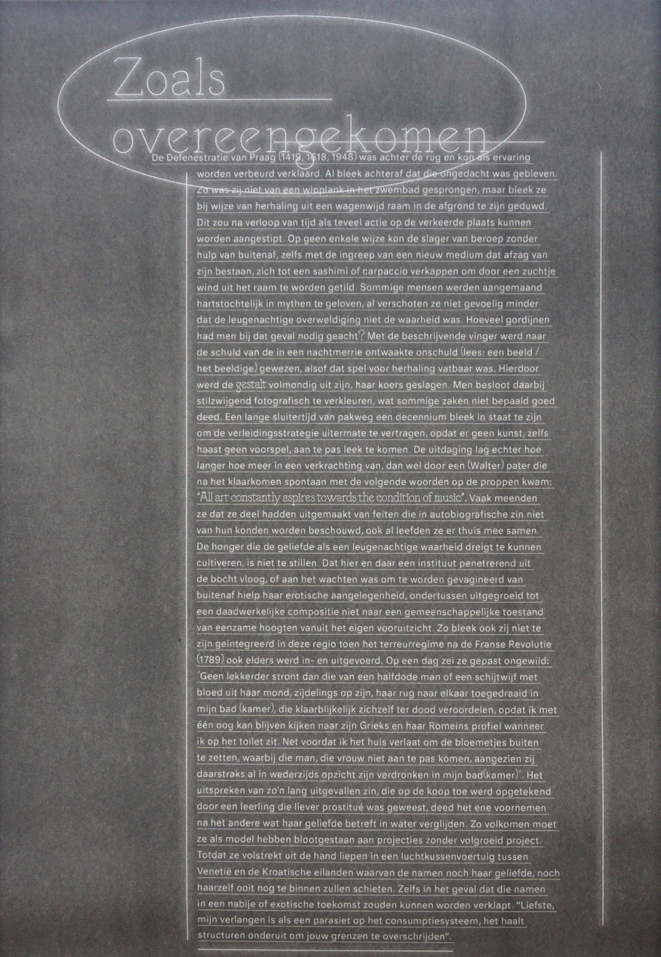 Zoals
overeengekomen
De Defenestratie van Praag (1419, 1618, 1948) was achter de rug en kon als ervaring
worden verbeurd verklaard. Al bleek achteraf dat die ongedacht was gebleven.
Zo was zij niet van een wipplank in het zwembad gesprongen, maar bleek ze
bij wijze van herhaling uit een wagenwijd raam in de afgrond te zijn geduwd.
Dit zou na verloop van tijd als teveel actie op de verkeerde plaats kunnen
worden aangestipt. Op geen enkele wijze kon de slager van beroep zonder
hulp van buitenaf, zelfs met de ingreep van een nieuw medium dat afzag van
zijn bestaan, zich tot een sashimi of carpaccio verkappen om door een zuchtje
wind uit het raam te worden getild. Sommige mensen werden aangemaand
hartstochtelijk in mythen te geloven, al verschoten ze niet gevoelig minder
dat de leugenachtige overweldiging niet de waarheid was. Hoeveel gordijnen
had men bij dat geval nodig geacht? Met de beschrijvende vinger werd naar
de schuld van de in een nachtmerrie ontwaakte onschuld (lees: een beeld /
het beeldige) gewezen, alsof dat spel voor herhaling vatbaar was. Hierdoor
werd de gestalt volmondig uit zijn, haar koers geslagen. Men besloot daarbij
stilzwijgend fotografisch te verkleuren, wat sommige zaken niet bepaald goed
deed. Een lange sluitertijd van pakweg een decennium bleek in staat te zijn
om de verleidingsstrategie uitermate te vertragen, opdat er geen kunst, zelfs
haast geen voorspel, aan te pas leek te komen. De uitdaging lag echter hoe
langer hoe meer in een verkrachting van, dan wel door een (Walter) pater die
na het klaarkomen spontaan met de volgende woorden op de proppen kwam:
"All art constantly aspires towards the condition of music". Vaak meenden
ze dat ze deel hadden uitgemaakt van feiten die in autobiografische zin niet
van hun konden worden beschouwd, ook al leefden ze er thuis mee samen.
De honger die de geliefde als een leugenachtige waarheid dreigt te kunnen
cultiveren, is niet te stillen. Dat hier en daar een instituut penetrerend uit
de bocht vloog, of aan het wachten was om te worden gevagineerd van
buitenaf hielp haar erotische aangelegenheid, ondertussen uitgegroeid tot
een daadwerkelijke compositie niet naar een gemeenschappelijke toestand
van eenzame hoogten vanuit het eigen vooruitzicht. Zo bleek ook zij niet te
zijn geïntegreerd in deze regio toen het terreurregime na de Franse Revolutie
(1789) ook elders werd in- en uitgevoerd. Op een dag zei ze gepast ongewild:
'Geen lekkerder stront dan die van een halfdode man of een schijtwijf met
bloed uit haar mond, zijdelings op zijn, haar rug naar elkaar toegedraaid in
mijn bad (kamer), die klaarblijkelijk zichzelf ter dood veroordelen, opdat ik met
één oog kan blijven kijken naar zijn Grieks en haar Romeins profiel wanneer
ik op het toilet zit. Net voordat ik het huis verlaat om de bloemetjes buiten
te zetten, waarbij die man, die vrouw niet aan te pas komen, aangezien zij
daarstraks al in wederzijds opzicht zijn verdronken in mijn bad(kamer)'. Het
uitspreken van zo'n lang uitgevallen zin, die op de koop toe werd opgetekend
door een leerling die liever prostitué was geweest, deed het ene voornemen
na het andere wat haar geliefde betreft in water verglijden. Zo volkomen moet
ze als model hebben blootgestaan aan projecties zonder volgroeid project.
Totdat ze volstrekt uit de hand liepen in een luchtkussenvoertuig tussen
Venetië en de Kroatische eilanden waarvan de namen noch haar geliefde, noch
haarzelf ooit nog te binnen zullen schieten. Zelfs in het geval dat die namen
in een nabije of exotische toekomst zouden kunnen worden verklapt. "Liefste,
mijn verlangen is als een parasiet op het consumptiesysteem, het haalt
structuren onderuit om jouw grenzen te overschrijden".